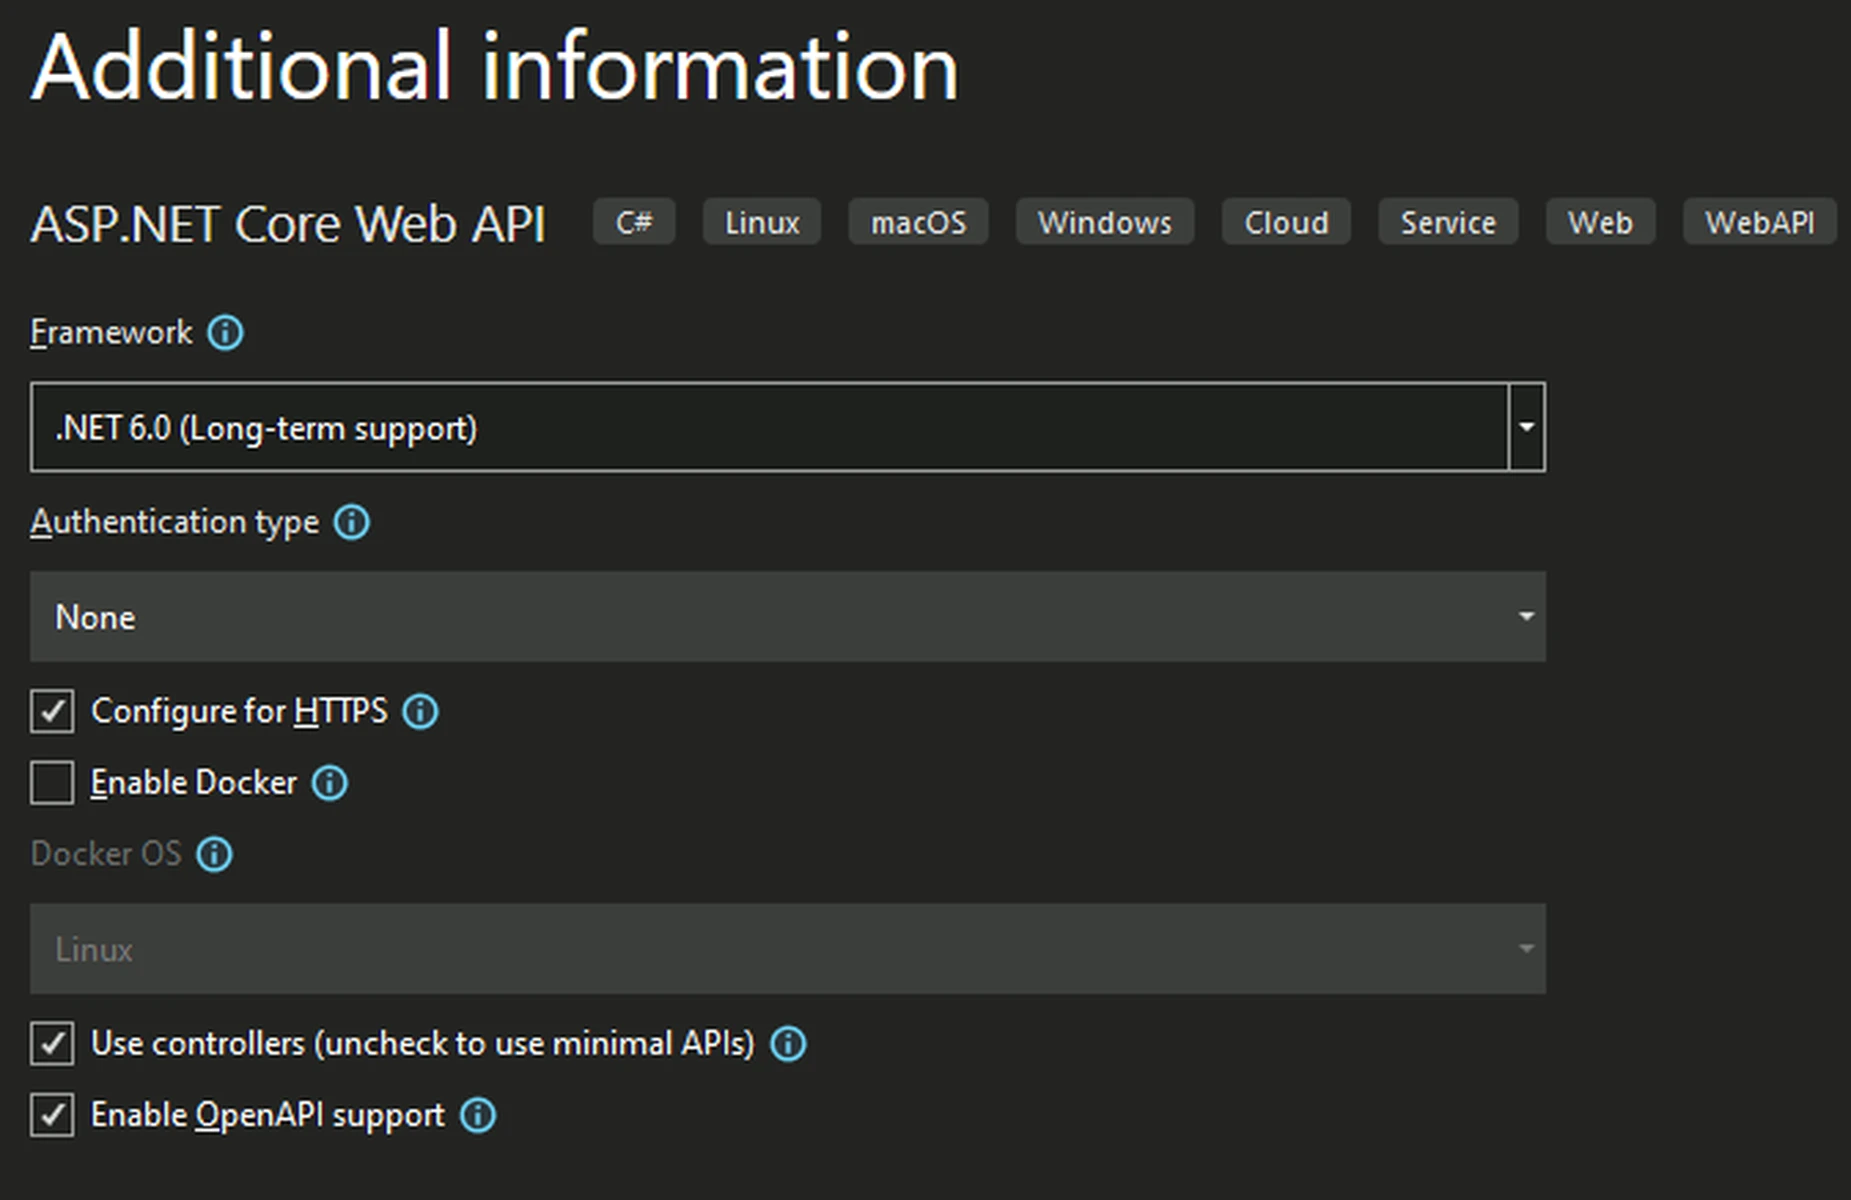 Additional information
ASP.NET Core Web API C# Linux macOS Windows Cloud Service Web WebAPI
Framework
.NET 6.0 (Long-term support)
Authentication type
None
Configure for HTTPS
Enable Docker
Docker OS
Linux
Use controllers (uncheck to use minimal APIs)
Enable OpenAPI support